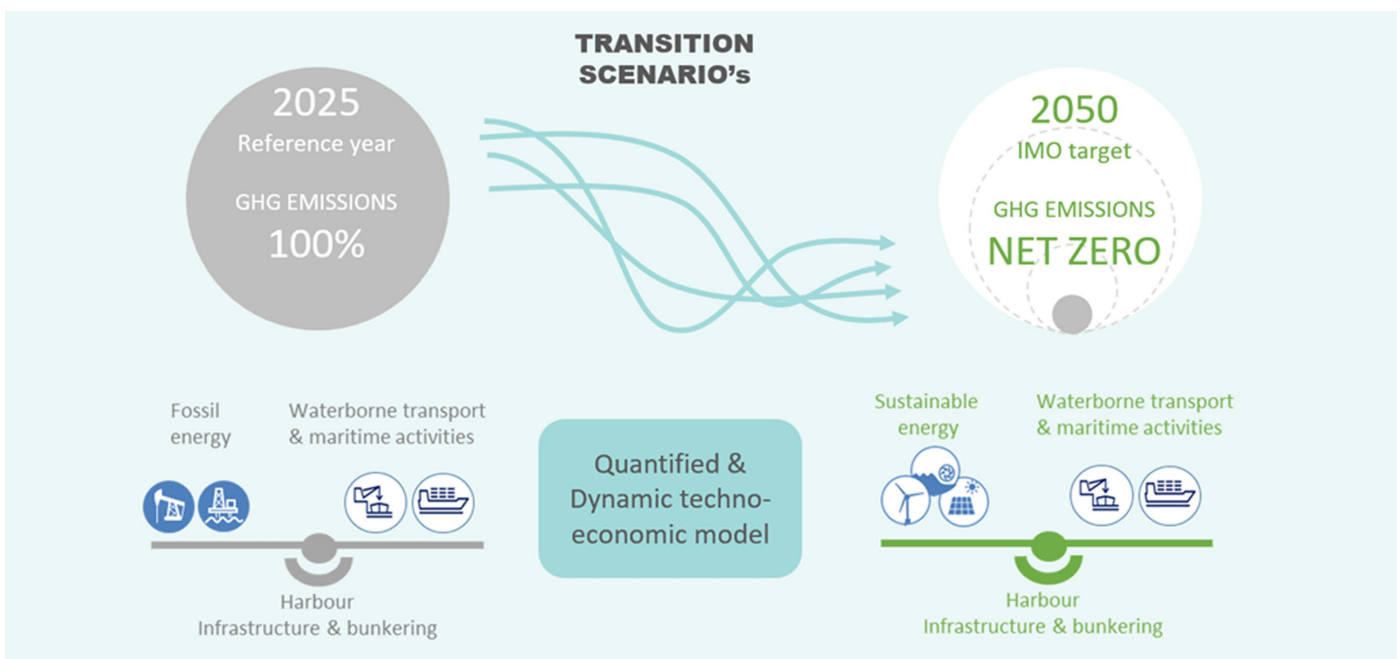 TRANSITION
SCENARIO's
2025
Reference year
GHG EMISSIONS
100%
2050
IMO target
GHG EMISSIONS
NET ZERO
Fossil
energy
Waterborne transport
& maritime activities
Harbour
Infrastructure & bunkering
Quantified &
Dynamic techno-
economic model
Sustainable
energy
Waterborne transport
& maritime activities
Harbour
Infrastructure & bunkering